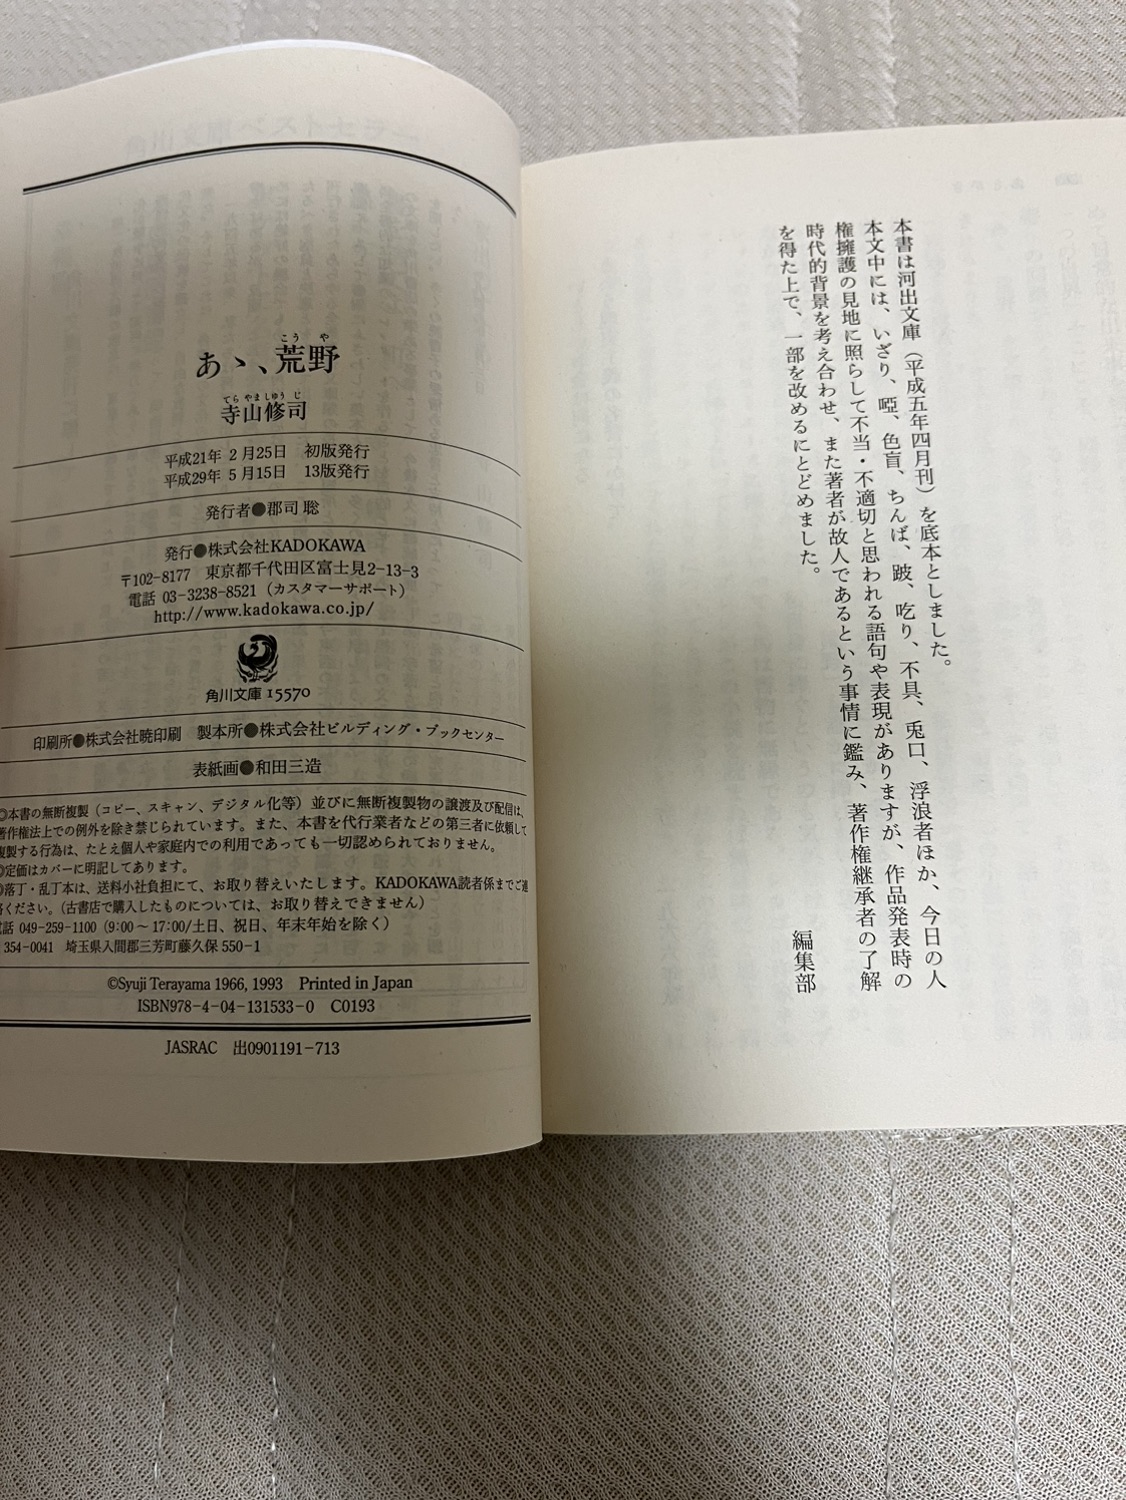 本書は河出文庫（平成五年四月刊）を底本としました。
本文中には、いざり、啞、色盲、ちんば、跛、吃り、不具、兎口、浮浪者ほか、今日の人
権擁護の見地に照らして不当・不適切と思われる語句や表現がありますが、作品発表時の
時代的背景を考え合わせ、また著者が故人であるという事情に鑑み、著作権継承者の了解
を得た上で、一部を改めるにとどめました。
編集部
あゝ、荒野
こうや
寺山修司
てらやましゆうじ
平成21年 2月25日 初版発行
平成29年 5月15日 13版発行
発行者●郡司 聡
発行●株式会社KADOKAWA
〒102-8177 東京都千代田区富士見2-13-3
電話 03-3238-8521（カスタマーサポート）
http://www.kadokawa.co.jp/
角川文庫 15570
印刷所●株式会社暁印刷 製本所●株式会社ビルディング・ブックセンター
表紙画●和田三造
◎本書の無断複製（コピー、スキャン、デジタル化等）並びに無断複製物の譲渡及び配信は、
著作権法上での例外を除き禁じられています。また、本書を代行業者などの第三者に依頼して
複製する行為は、たとえ個人や家庭内での利用であっても一切認められておりません。
◎定価はカバーに明記してあります。
◎落丁・乱丁本は、送料小社負担にて、お取り替えいたします。KADOKAWA読者係までご連
絡ください。（古書店で購入したものについては、お取り替えできません）
電話 049-259-1100（9:00～17:00/土日、祝日、年末年始を除く）
354-0041 埼玉県入間郡三芳町藤久保 550-1
©Syuji Terayama 1966, 1993 Printed in Japan
ISBN978-4-04-131533-0 C0193
JASRAC 出0901191-713